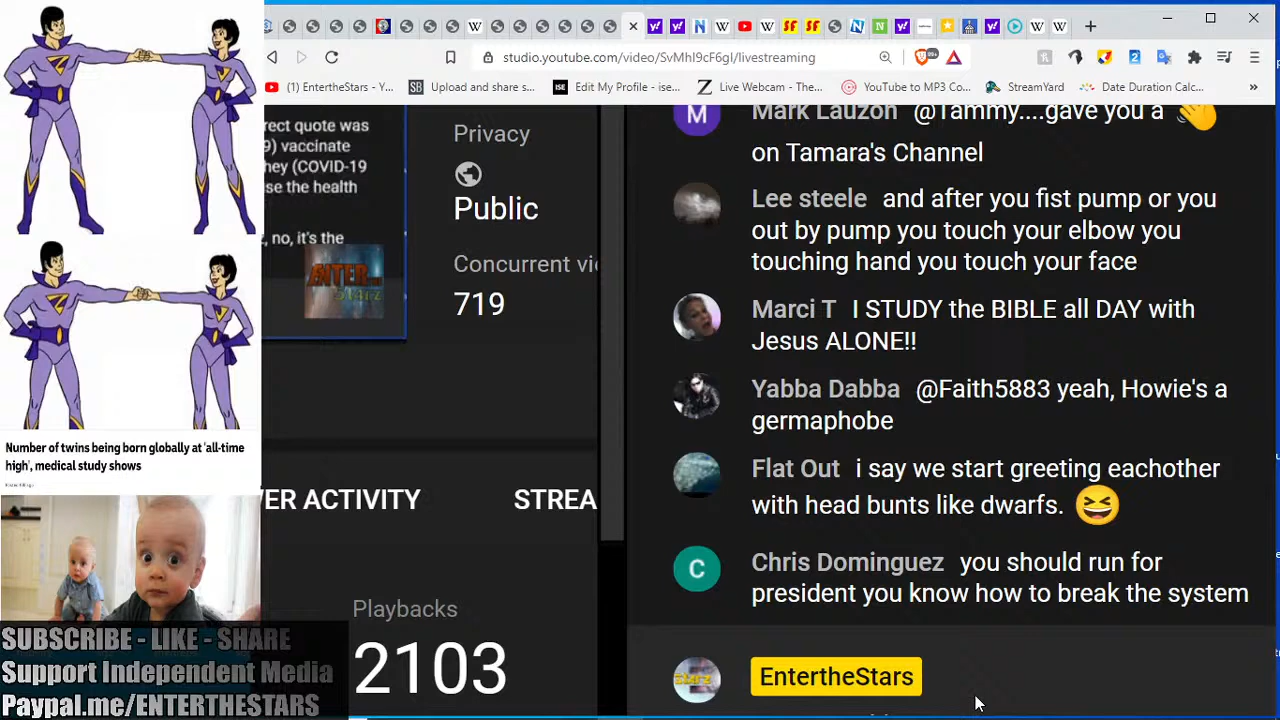 studio.youtube.com/video/SvMhI9cF6gI/livestreaming
99+
(1) EntertheStars - Y...
Upload and share s...
Edit My Profile - ise...
Live Webcam - The...
YouTube to MP3 Co...
StreamYard
Date Duration Calc...
»
rect quote was
9) vaccinate
hey (COVID-19
se the health
, no, it's the
Privacy
Public
Concurrent vi
719
Mark Lauzon @Tammy....gave you a 👋
on Tamara's Channel
Lee steele and after you fist pump or you
out by pump you touch your elbow you
touching hand you touch your face
Marci T I STUDY the BIBLE all DAY with
Jesus ALONE!!
Yabba Dabba @Faith5883 yeah, Howie's a
germaphobe
Flat Out i say we start greeting eachother
with head bunts like dwarfs. 😆
Chris Dominguez you should run for
president you know how to break the system
EntertheStars
Number of twins being born globally at 'all-time
high', medical study shows
VER ACTIVITY
STREA
Playbacks
2103
SUBSCRIBE - LIKE - SHARE
Support Independent Media
Paypal.me/ENTERTHESTARS